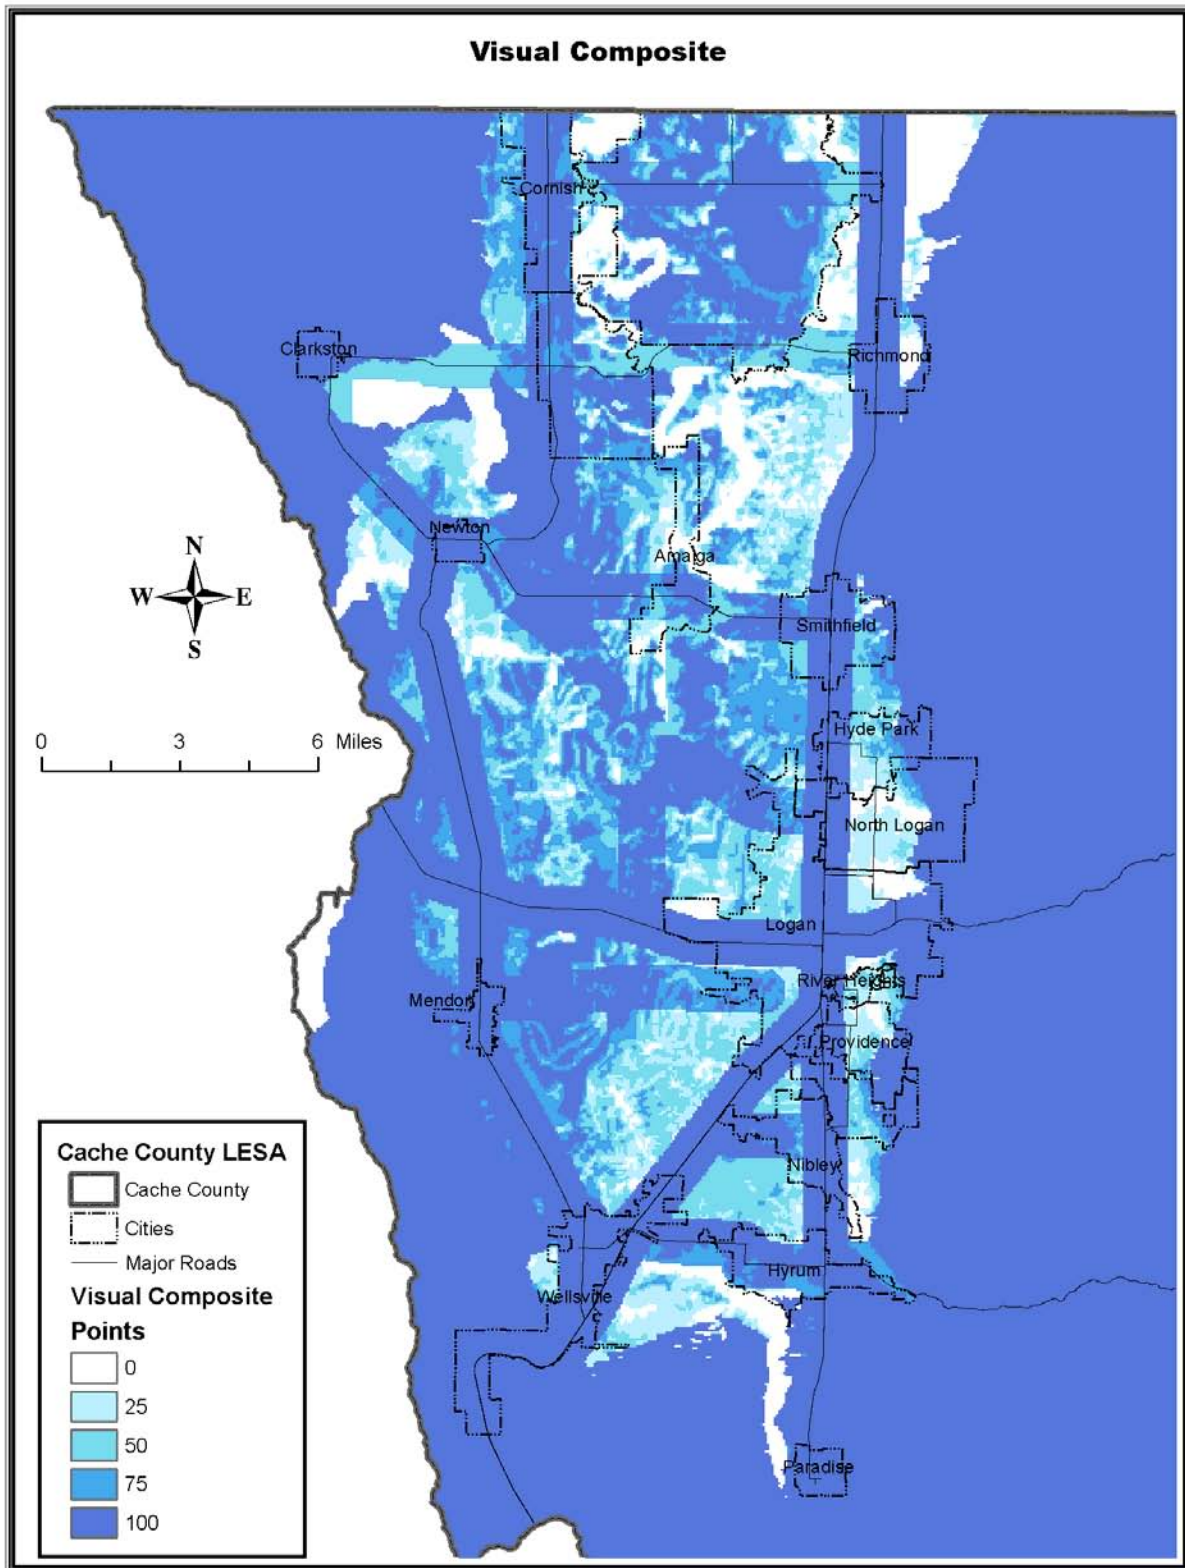 Visual Composite
Cornish
Clarkston
Richmond
Newton
Amalga
N
W E
S
Smithfield
Hyde Park
0 3 6 Miles
North Logan
Logan
River Heights
Mendon
Providence
Nibley
Hyrum
Wellsville
Paradise
Cache County LESA
Cache County
Cities
Major Roads
Visual Composite
Points
0
25
50
75
100